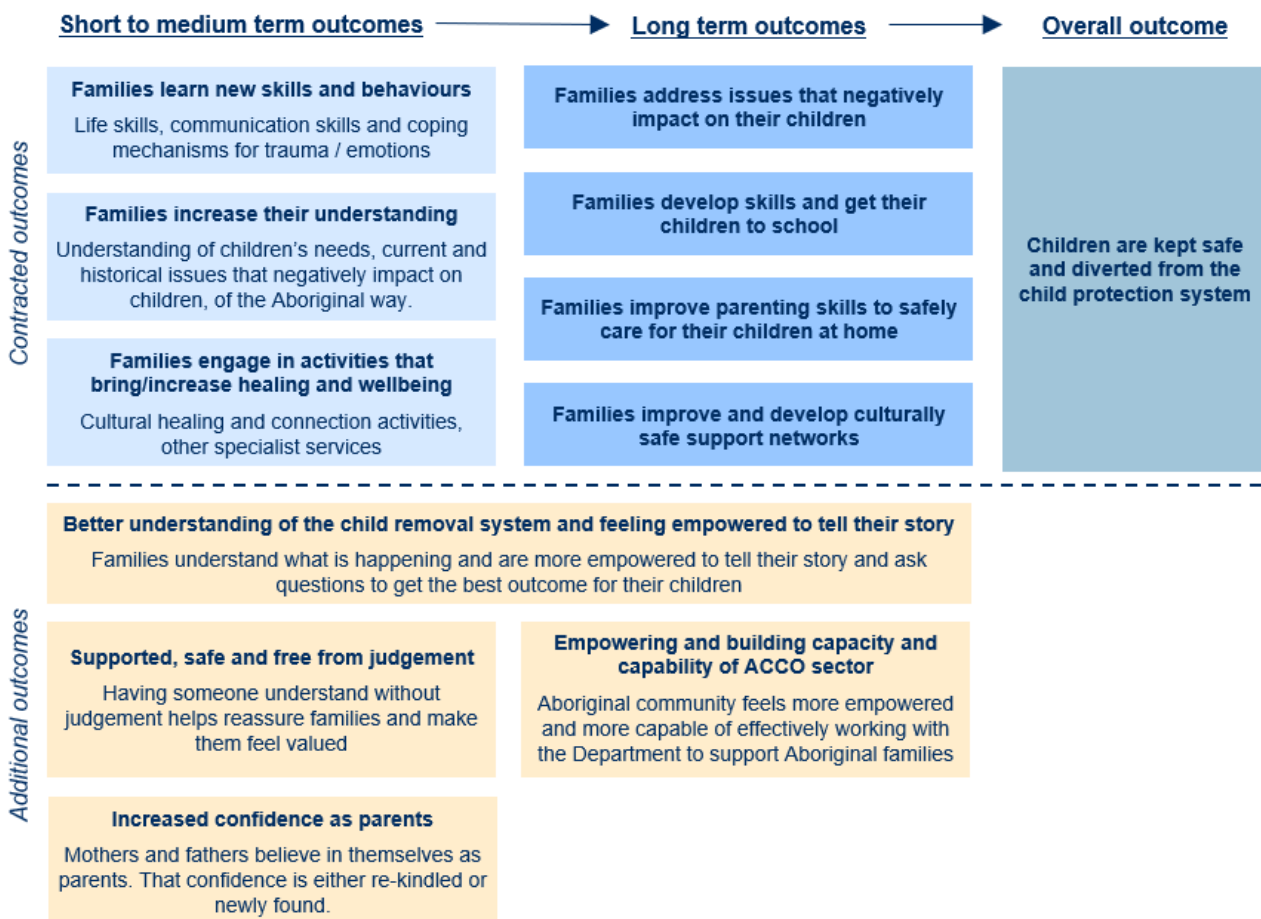 Short to medium term outcomes
Long term outcomes
Overall outcome
Contracted outcomes
Families learn new skills and behaviours
Life skills, communication skills and coping
mechanisms for trauma / emotions
Families increase their understanding
Understanding of children’s needs, current and
historical issues that negatively impact on
children, of the Aboriginal way.
Families engage in activities that
bring/increase healing and wellbeing
Cultural healing and connection activities,
other specialist services
Families address issues that negatively
impact on their children
Families develop skills and get their
children to school
Families improve parenting skills to safely
care for their children at home
Families improve and develop culturally
safe support networks
Children are kept safe
and diverted from the
child protection system
Additional outcomes
Better understanding of the child removal system and feeling empowered to tell their story
Families understand what is happening and are more empowered to tell their story and ask
questions to get the best outcome for their children
Supported, safe and free from judgement
Having someone understand without
judgement helps reassure families and make
them feel valued
Empowering and building capacity and
capability of ACCO sector
Aboriginal community feels more empowered
and more capable of effectively working with
the Department to support Aboriginal families
Increased confidence as parents
Mothers and fathers believe in themselves as
parents. That confidence is either re-kindled or
newly found.